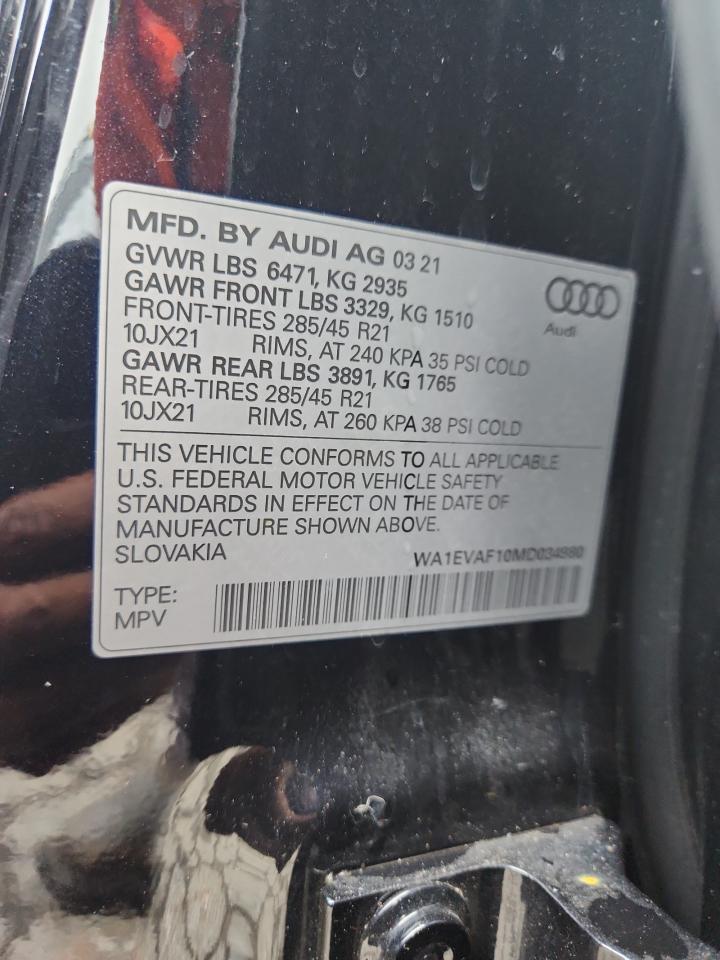 MFD. BY AUDI AG 03 21
GVWR LBS 6471, KG 2935
GAWR FRONT LBS 3329, KG 1510
FRONT-TIRES 285/45 R21
10JX21 RIMS, AT 240 KPA 35 PSI COLD
GAWR REAR LBS 3891, KG 1765
REAR-TIRES 285/45 R21
10JX21 RIMS, AT 260 KPA 38 PSI COLD
Audi
THIS VEHICLE CONFORMS TO ALL APPLICABLE
U.S. FEDERAL MOTOR VEHICLE SAFETY
STANDARDS IN EFFECT ON THE DATE OF
MANUFACTURE SHOWN ABOVE.
SLOVAKIA WA1EVAF10MD034980
TYPE:
MPV